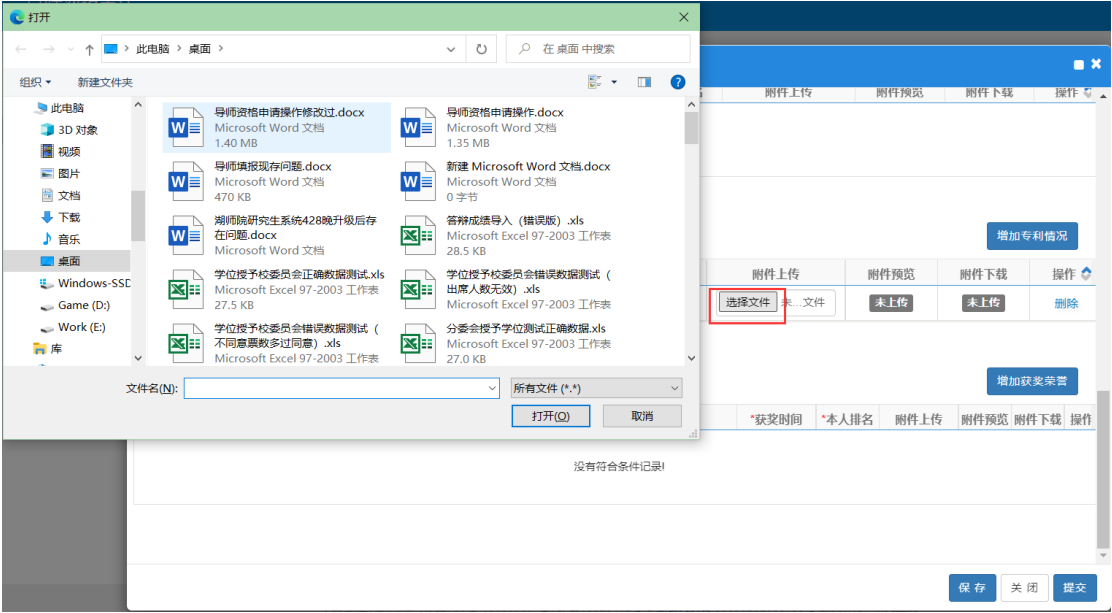 打开
此电脑 > 桌面 >
在 桌面 中搜索
组织
新建文件夹
此电脑
3D 对象
视频
图片
文档
下载
音乐
桌面
Windows-SSD
Game (D:)
Work (E:)
库
导师资格申请操作修改过.docx
Microsoft Word 文档
1.40 MB
导师资格申请操作.docx
Microsoft Word 文档
1.35 MB
导师填报现存问题.docx
Microsoft Word 文档
470 KB
新建 Microsoft Word 文档.docx
Microsoft Word 文档
0 字节
湖师院研究生系统428晚升级后存
在问题.docx
Microsoft Word 文档
答辩成绩导入（错误版）.xls
Microsoft Excel 97-2003 工作表
28.5 KB
学位授予校委员会正确数据测试.xls
Microsoft Excel 97-2003 工作表
27.5 KB
学位授予校委员会错误数据测试（
出席人数无效）.xls
Microsoft Excel 97-2003 工作表
学位授予校委员会错误数据测试（
不同意票数多过同意）.xls
Microsoft Excel 97-2003 工作表
分委会授予学位测试正确数据.xls
Microsoft Excel 97-2003 工作表
27.0 KB
文件名(N):
所有文件 (*.*)
打开(O)
取消
附件上传 附件预览 附件下载 操作
增加专利情况
附件上传 附件预览 附件下载 操作
选择文件 未...文件 未上传 未上传 删除
增加获奖荣誉
*获奖时间 *本人排名 附件上传 附件预览 附件下载 操作
没有符合条件记录!
保 存 关 闭 提交